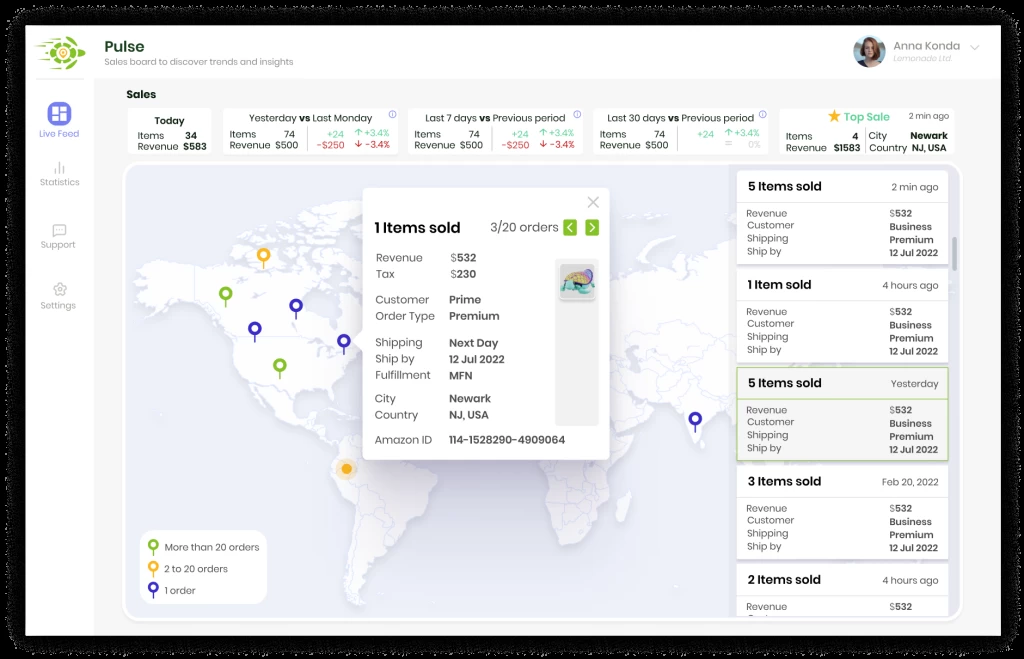 Pulse
Sales board to discover trends and insights
Anna Konda
Lemonade Ltd.
Live Feed
Statistics
Support
Settings
Sales
Today
Items 34
Revenue $583
Yesterday vs Last Monday
Items 74 +24 +3.4%
Revenue $500 -$250 -3.4%
Last 7 days vs Previous period
Items 74 +24 +3.4%
Revenue $500 -$250 -3.4%
Last 30 days vs Previous period
Items 74 +24 +3.4%
Revenue $500 = 0%
Top Sale 2 min ago
Items 4 City Newark
Revenue $1583 Country NJ, USA
1 Items sold 3/20 orders
Revenue $532
Tax $230
Customer Prime
Order Type Premium
Shipping Next Day
Ship by 12 Jul 2022
Fulfillment MFN
City Newark
Country NJ, USA
Amazon ID 114-1528290-4909064
More than 20 orders
2 to 20 orders
1 order
5 Items sold 2 min ago
Revenue $532
Customer Business
Shipping Premium
Ship by 12 Jul 2022
1 Item sold 4 hours ago
Revenue $532
Customer Business
Shipping Premium
Ship by 12 Jul 2022
5 Items sold Yesterday
Revenue $532
Customer Business
Shipping Premium
Ship by 12 Jul 2022
3 Items sold Feb 20, 2022
Revenue $532
Customer Business
Shipping Premium
Ship by 12 Jul 2022
2 Items sold 4 hours ago
Revenue $532